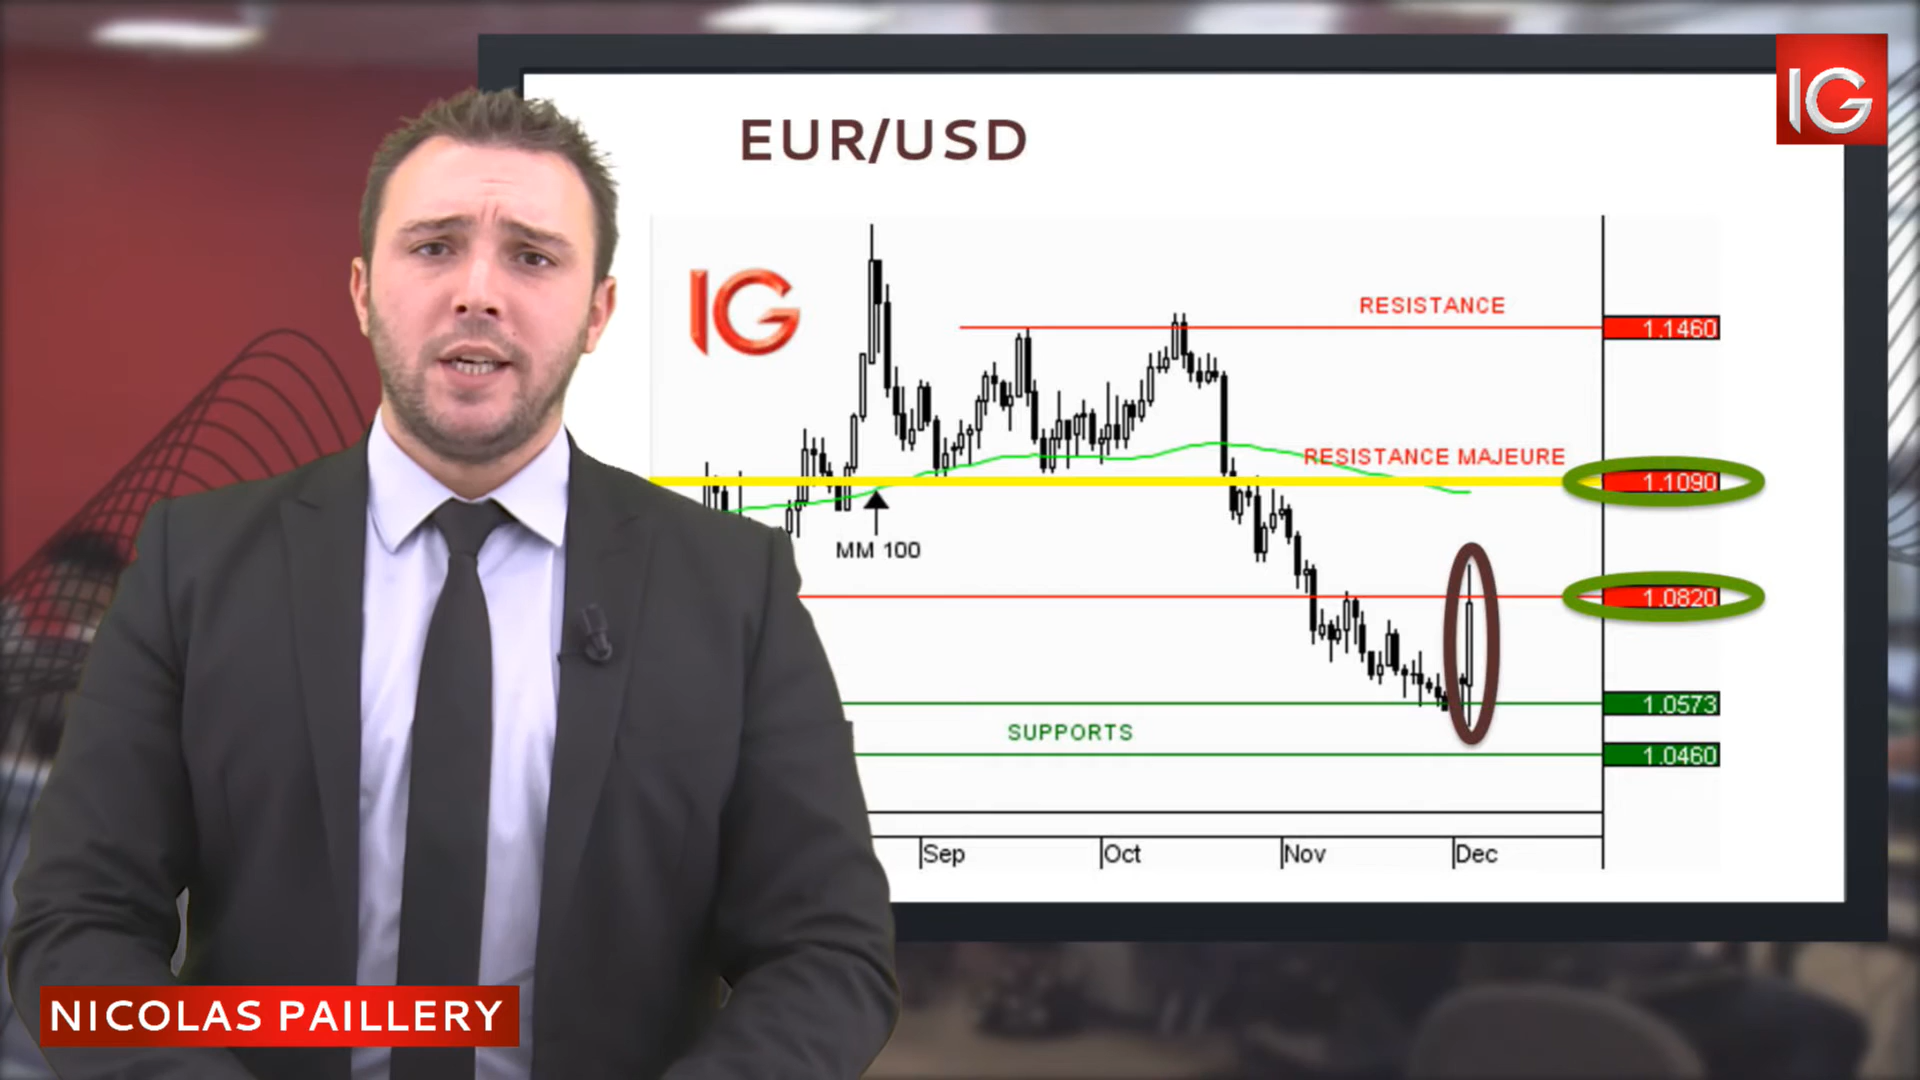 IG
EUR/USD
IG
RESISTANCE
1.1460
RESISTANCE MAJEURE
1.1090
MM 100
1.0820
1.0573
SUPPORTS
1.0460
Sep
Oct
Nov
Dec
NICOLAS PAILLERY